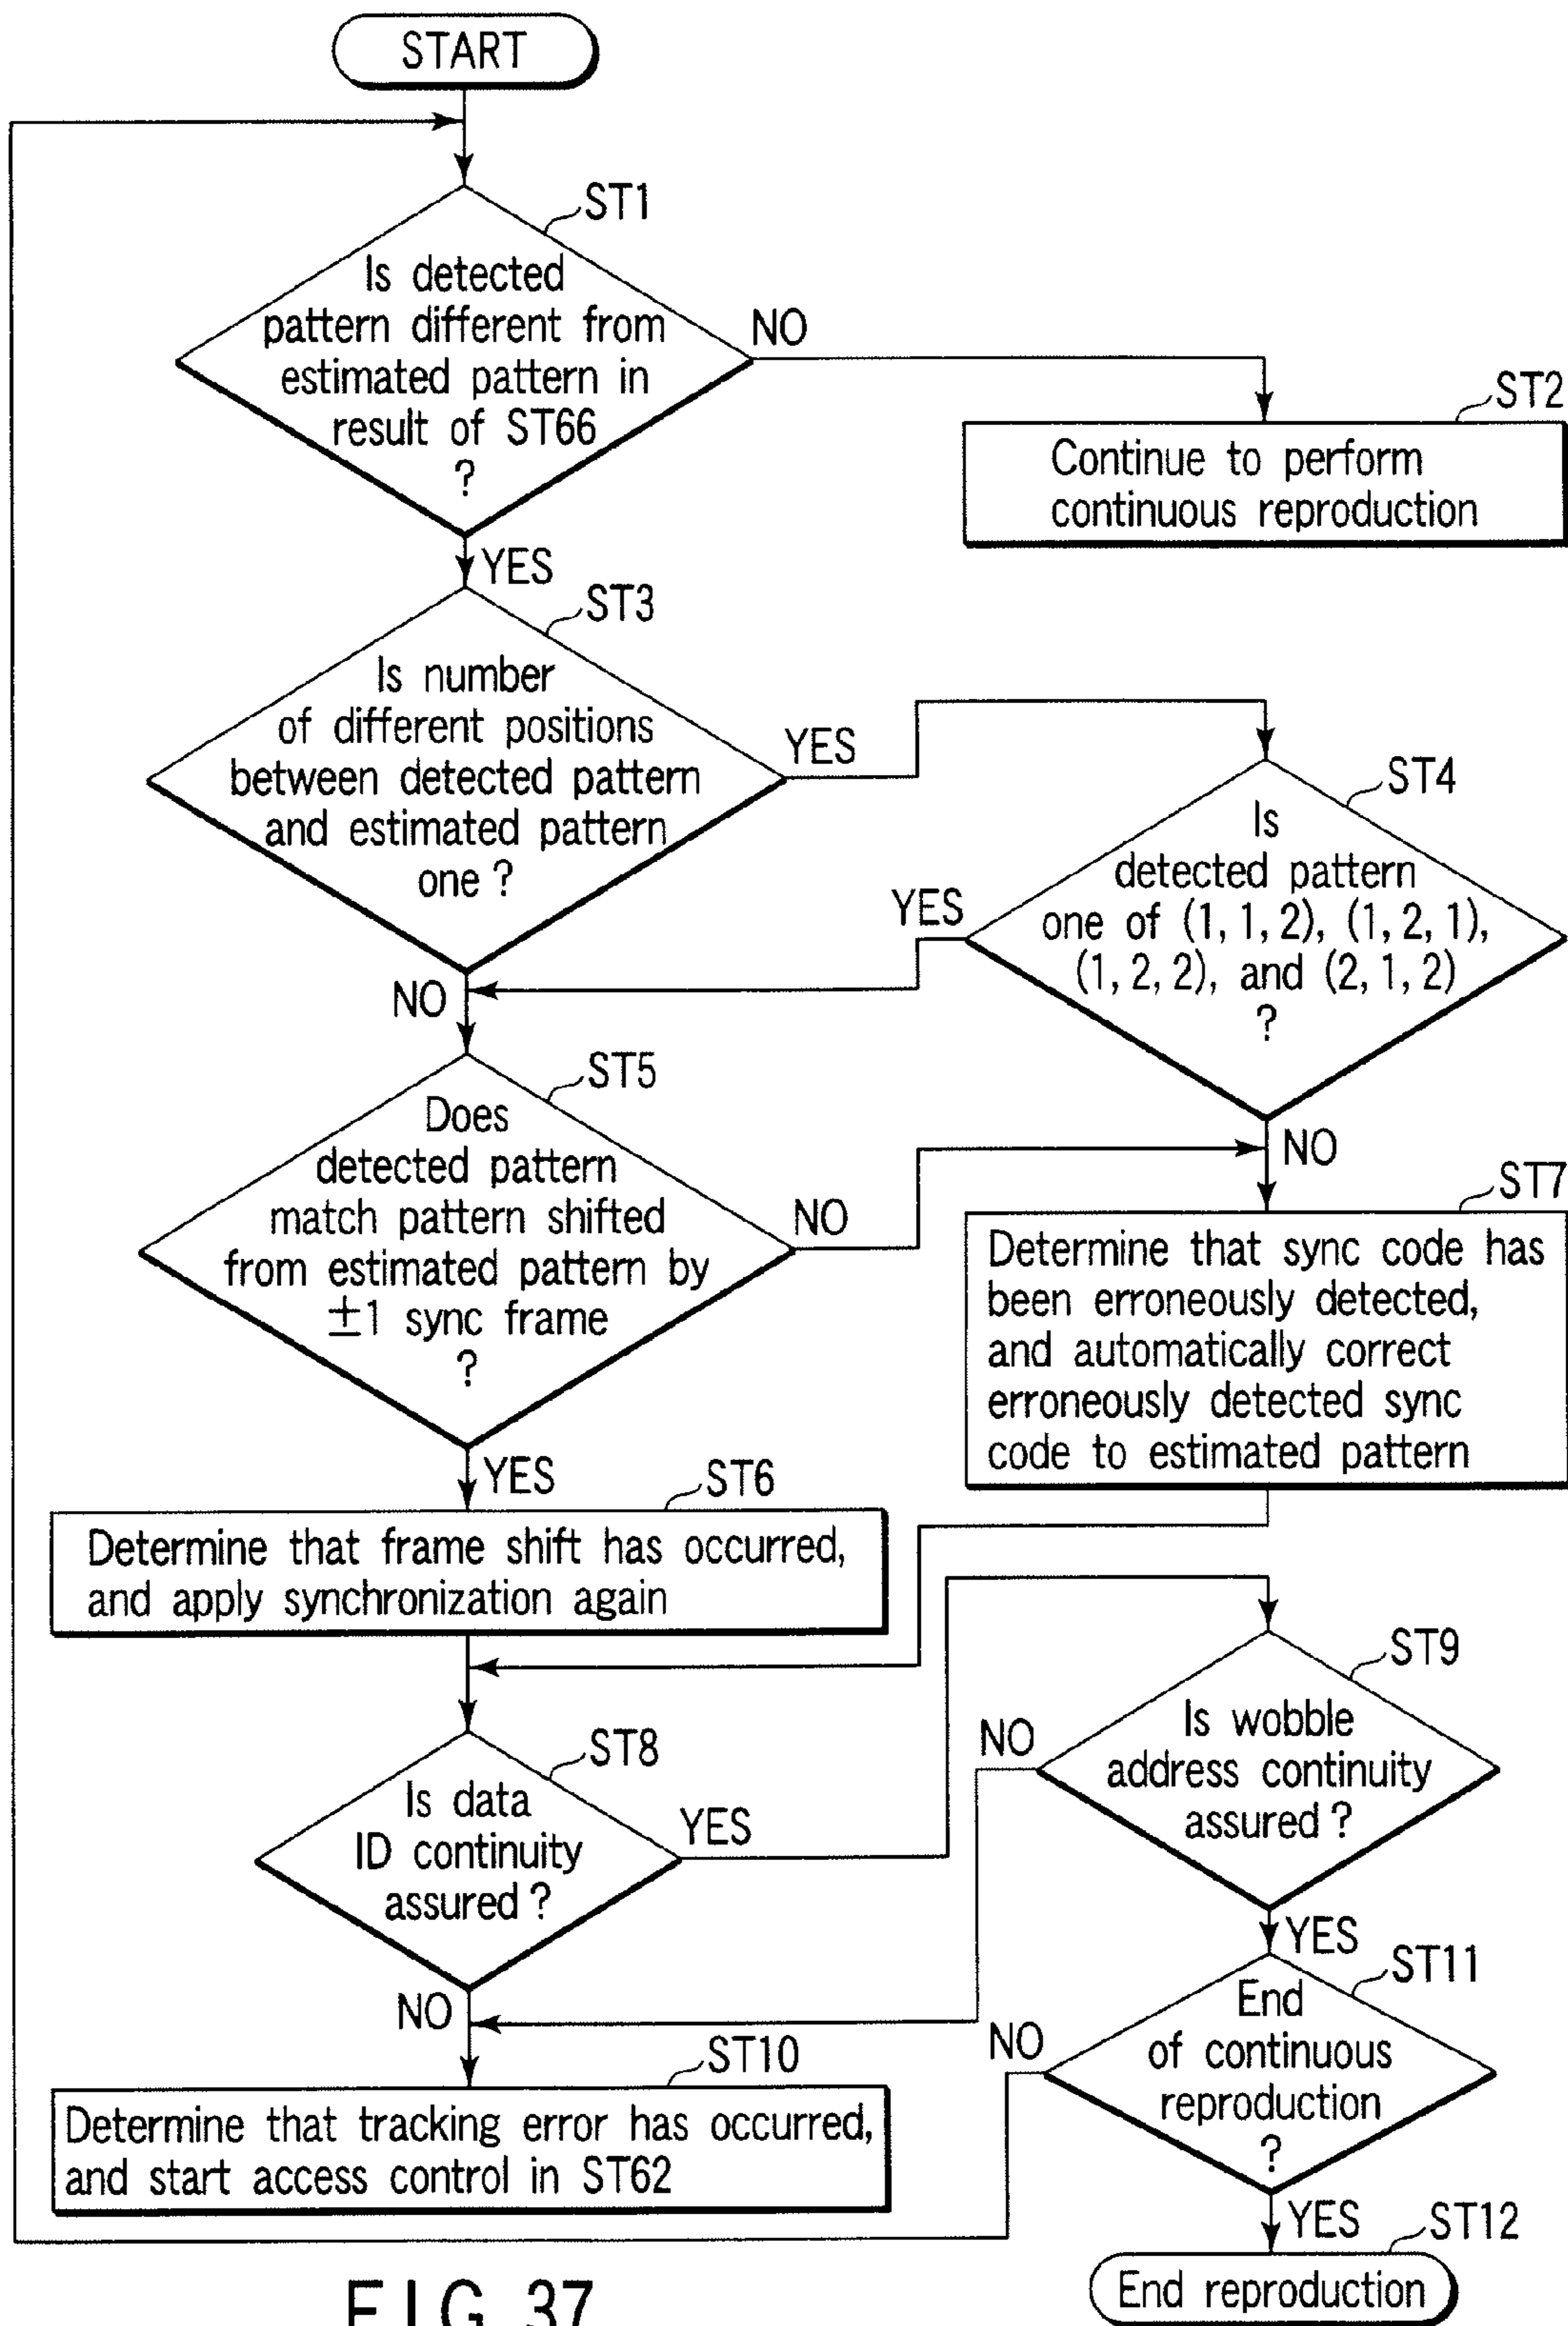 START
ST1
Is detected
pattern different from
estimated pattern in
result of ST66
?
NO
ST2
Continue to perform
continuous reproduction
YES
ST3
Is number
of different positions
between detected pattern
and estimated pattern
one ?
YES
ST4
Is
detected pattern
one of (1, 1, 2), (1, 2, 1),
(1, 2, 2), and (2, 1, 2)
?
YES
NO
NO
ST5
Does
detected pattern
match pattern shifted
from estimated pattern by
±1 sync frame
?
NO
ST7
Determine that sync code has
been erroneously detected,
and automatically correct
erroneously detected sync
code to estimated pattern
YES
ST6
Determine that frame shift has occurred,
and apply synchronization again
ST8
Is data
ID continuity
assured ?
YES
ST9
Is wobble
address continuity
assured ?
NO
YES
NO
ST10
Determine that tracking error has occurred,
and start access control in ST62
ST11
End
of continuous
reproduction
?
NO
YES
ST12
End reproduction
FIG. 37